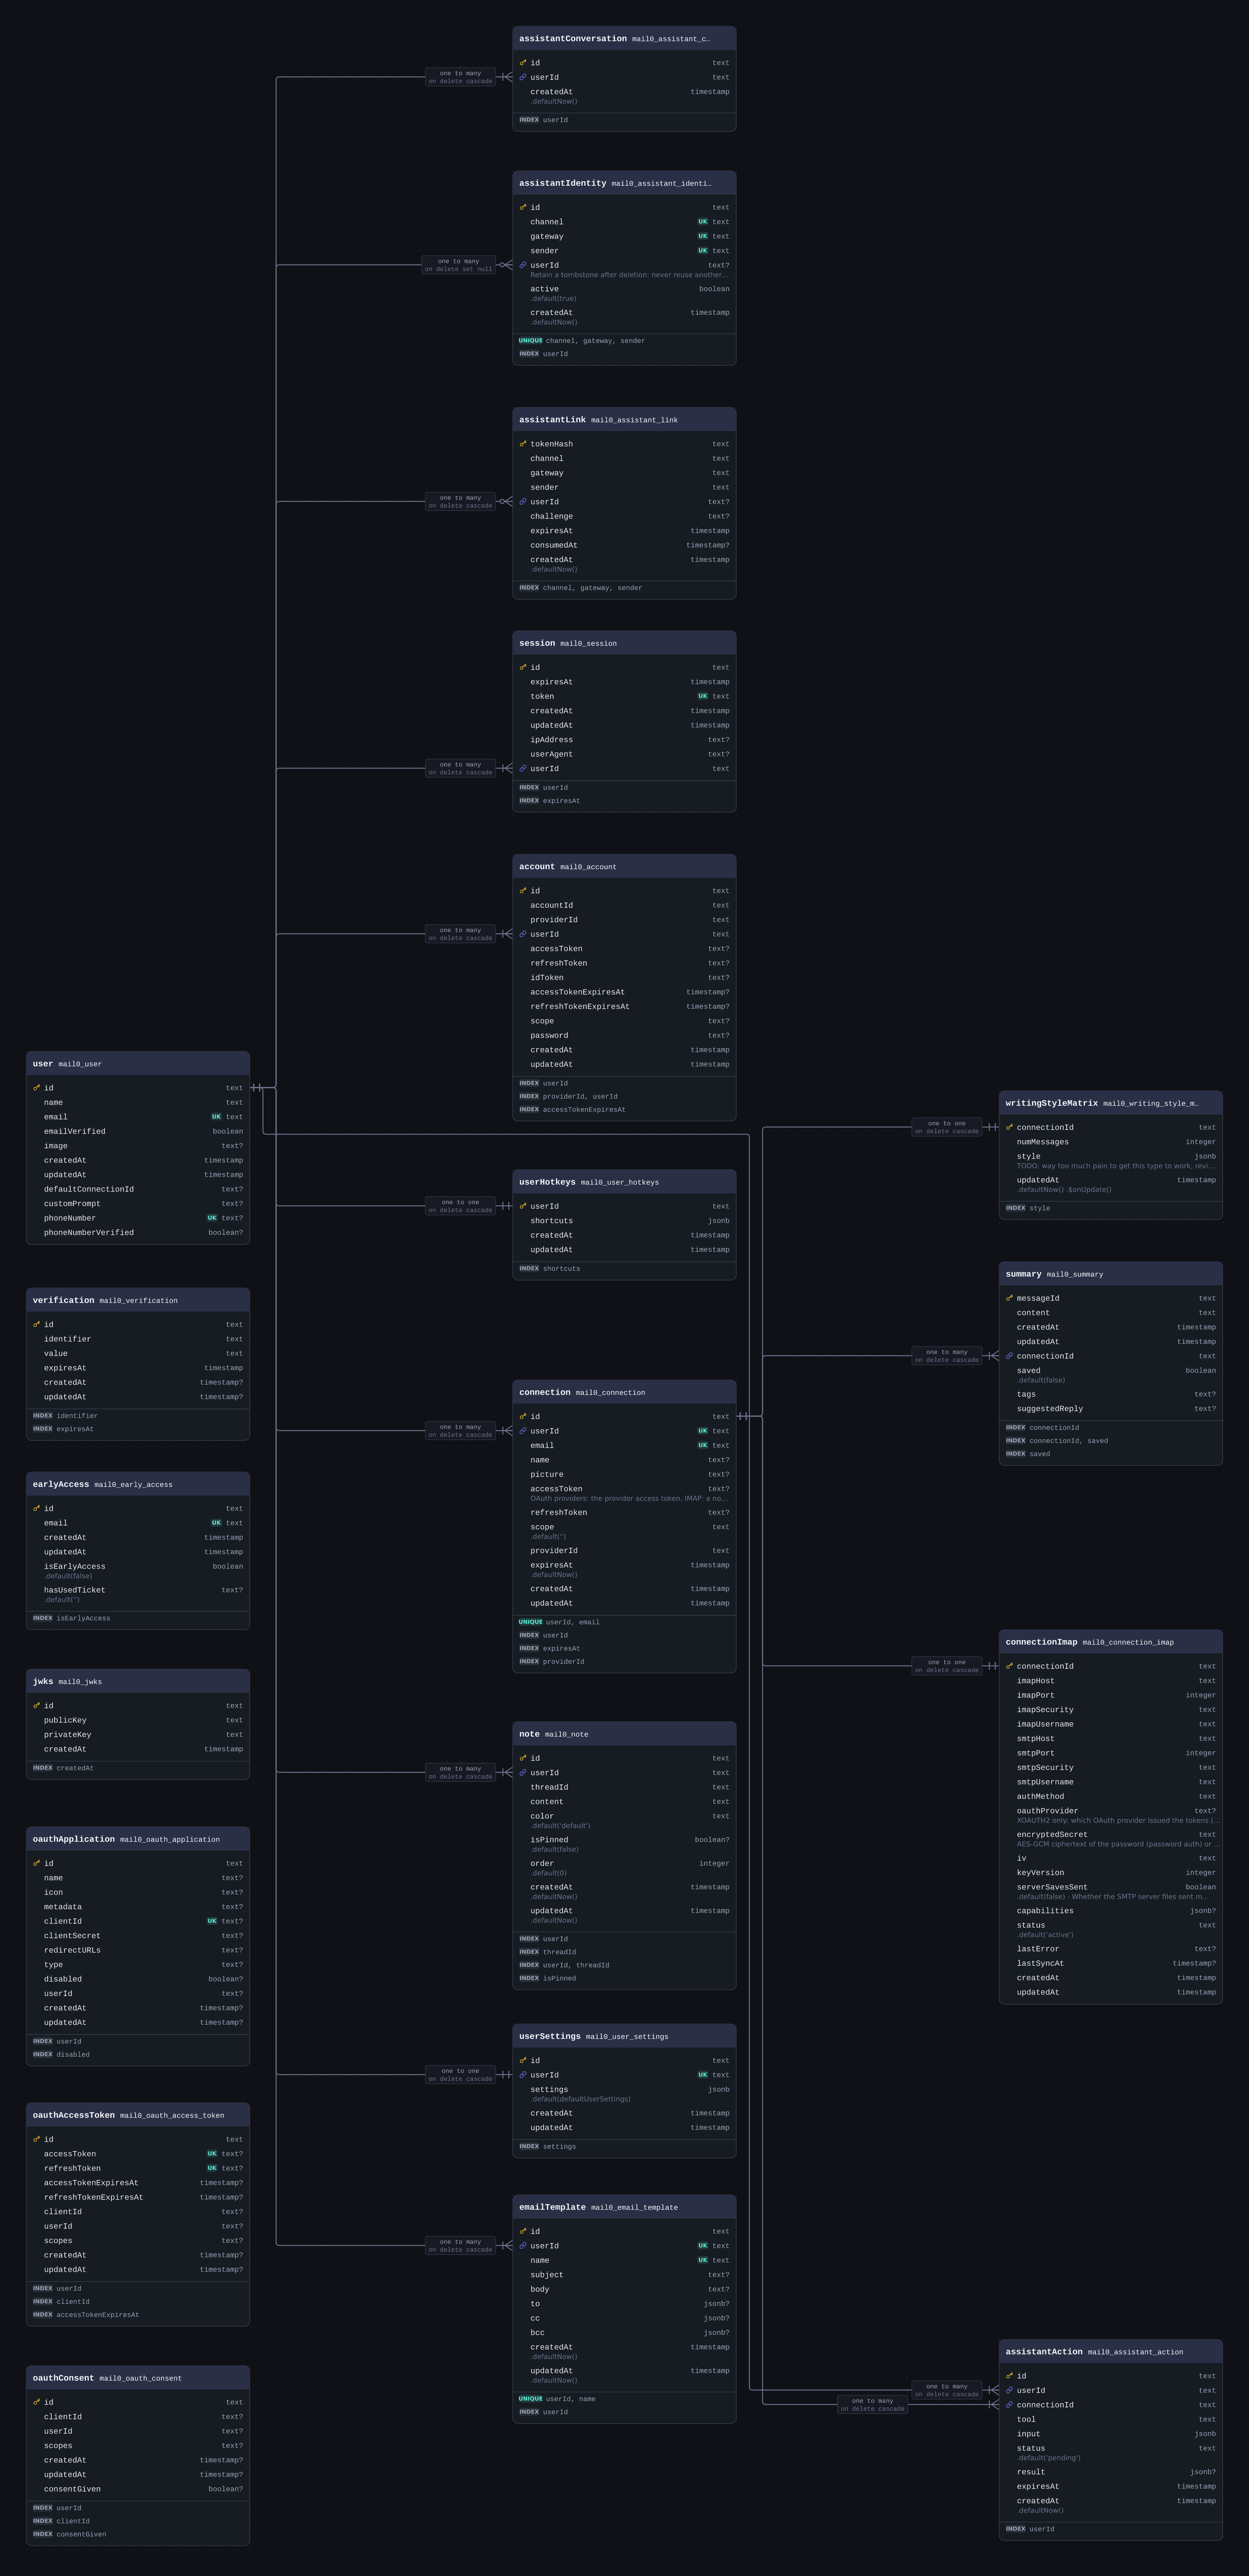 assistantConversation mail0_assistant_c…
id text
userId text
createdAt timestamp
.defaultNow()
INDEX userId
one to many
on delete cascade
assistantIdentity mail0_assistant_identi…
id text
channel UK text
gateway UK text
sender UK text
userId text?
Retain a tombstone after deletion: never reuse another…
active boolean
.default(true)
createdAt timestamp
.defaultNow()
UNIQUE channel, gateway, sender
INDEX userId
one to many
on delete set null
assistantLink mail0_assistant_link
tokenHash text
channel text
gateway text
sender text
userId text?
challenge text?
expiresAt timestamp
consumedAt timestamp?
createdAt timestamp
.defaultNow()
INDEX channel, gateway, sender
one to many
on delete cascade
session mail0_session
id text
expiresAt timestamp
token UK text
createdAt timestamp
updatedAt timestamp
ipAddress text?
userAgent text?
userId text
INDEX userId
INDEX expiresAt
one to many
on delete cascade
account mail0_account
id text
accountId text
providerId text
userId text
accessToken text?
refreshToken text?
idToken text?
accessTokenExpiresAt timestamp?
refreshTokenExpiresAt timestamp?
scope text?
password text?
createdAt timestamp
updatedAt timestamp
INDEX userId
INDEX providerId, userId
INDEX accessTokenExpiresAt
one to many
on delete cascade
user mail0_user
id text
name text
email UK text
emailVerified boolean
image text?
createdAt timestamp
updatedAt timestamp
defaultConnectionId text?
customPrompt text?
phoneNumber UK text?
phoneNumberVerified boolean?
verification mail0_verification
id text
identifier text
value text
expiresAt timestamp
createdAt timestamp?
updatedAt timestamp?
INDEX identifier
INDEX expiresAt
earlyAccess mail0_early_access
id text
email UK text
createdAt timestamp
updatedAt timestamp
isEarlyAccess boolean
.default(false)
hasUsedTicket text?
.default('')
INDEX isEarlyAccess
jwks mail0_jwks
id text
publicKey text
privateKey text
createdAt timestamp
INDEX createdAt
oauthApplication mail0_oauth_application
id text
name text?
icon text?
metadata text?
clientId UK text?
clientSecret text?
redirectURLs text?
type text?
disabled boolean?
userId text?
createdAt timestamp?
updatedAt timestamp?
INDEX userId
INDEX disabled
oauthAccessToken mail0_oauth_access_token
id text
accessToken UK text?
refreshToken UK text?
accessTokenExpiresAt timestamp?
refreshTokenExpiresAt timestamp?
clientId text?
userId text?
scopes text?
createdAt timestamp?
updatedAt timestamp?
INDEX userId
INDEX clientId
INDEX accessTokenExpiresAt
oauthConsent mail0_oauth_consent
id text
clientId text?
userId text?
scopes text?
createdAt timestamp?
updatedAt timestamp?
consentGiven boolean?
INDEX userId
INDEX clientId
INDEX consentGiven
userHotkeys mail0_user_hotkeys
userId text
shortcuts jsonb
createdAt timestamp
updatedAt timestamp
INDEX shortcuts
one to one
on delete cascade
connection mail0_connection
id text
userId UK text
email UK text
name text?
picture text?
accessToken text?
OAuth providers: the provider access token. IMAP: a no…
refreshToken text?
scope text
.default('')
providerId text
expiresAt timestamp
.defaultNow()
createdAt timestamp
updatedAt timestamp
UNIQUE userId, email
INDEX userId
INDEX expiresAt
INDEX providerId
one to many
on delete cascade
note mail0_note
id text
userId text
threadId text
content text
color text
.default('default')
isPinned boolean?
.default(false)
order integer
.default(0)
createdAt timestamp
.defaultNow()
updatedAt timestamp
.defaultNow()
INDEX userId
INDEX threadId
INDEX userId, threadId
INDEX isPinned
one to many
on delete cascade
userSettings mail0_user_settings
id text
userId UK text
settings jsonb
.default(defaultUserSettings)
createdAt timestamp
updatedAt timestamp
INDEX settings
one to one
on delete cascade
emailTemplate mail0_email_template
id text
userId UK text
name UK text
subject text?
body text?
to jsonb?
cc jsonb?
bcc jsonb?
createdAt timestamp
.defaultNow()
updatedAt timestamp
.defaultNow()
UNIQUE userId, name
INDEX userId
one to many
on delete cascade
writingStyleMatrix mail0_writing_style_m…
connectionId text
numMessages integer
style jsonb
TODO: way too much pain to get this type to work, revi…
updatedAt timestamp
.defaultNow() .$onUpdate()
INDEX style
one to one
on delete cascade
summary mail0_summary
messageId text
content text
createdAt timestamp
updatedAt timestamp
connectionId text
saved boolean
.default(false)
tags text?
suggestedReply text?
INDEX connectionId
INDEX connectionId, saved
INDEX saved
one to many
on delete cascade
connectionImap mail0_connection_imap
connectionId text
imapHost text
imapPort integer
imapSecurity text
imapUsername text
smtpHost text
smtpPort integer
smtpSecurity text
smtpUsername text
authMethod text
oauthProvider text?
XOAUTH2 only: which OAuth provider issued the tokens (…
encryptedSecret text
AES-GCM ciphertext of the password (password auth) or …
iv text
keyVersion integer
serverSavesSent boolean
.default(false) · Whether the SMTP server files sent m…
capabilities jsonb?
status text
.default('active')
lastError text?
lastSyncAt timestamp?
createdAt timestamp
updatedAt timestamp
one to one
on delete cascade
assistantAction mail0_assistant_action
id text
userId text
connectionId text
tool text
input jsonb
status text
.default('pending')
result jsonb?
expiresAt timestamp
createdAt timestamp
.defaultNow()
INDEX userId
one to many
on delete cascade
one to many
on delete cascade